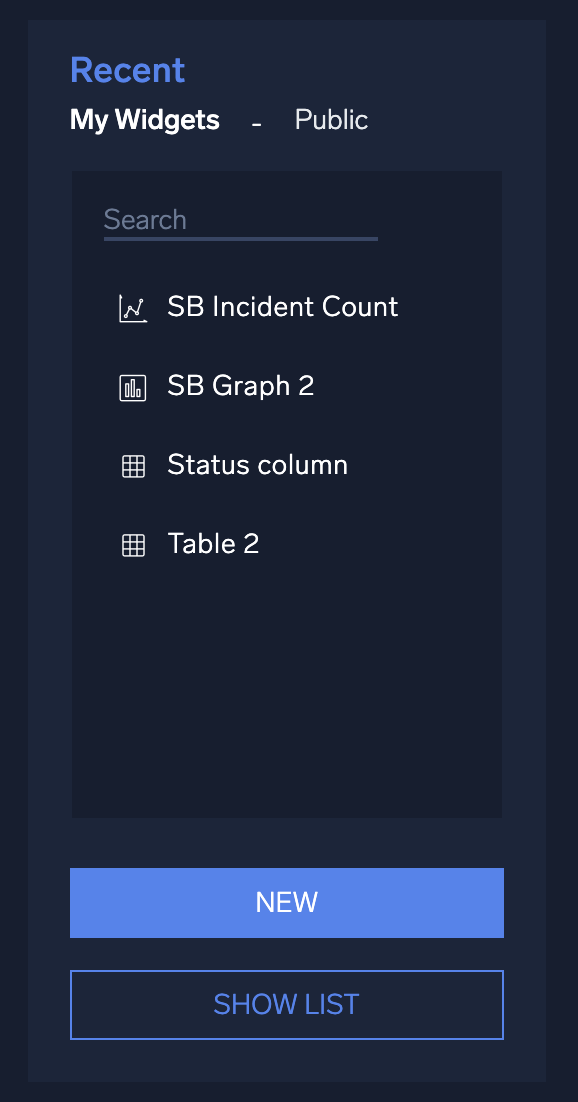 Recent
My Widgets - Public
Search
SB Incident Count
SB Graph 2
Status column
Table 2
NEW
SHOW LIST